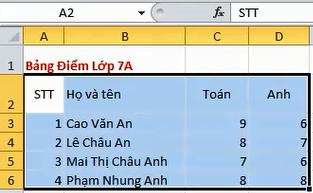 A2 fx STT
A B C D
1 Bảng Điểm Lớp 7A
2 STT Họ và tên Toán Anh
3 1 Cao Văn An 9 6
4 2 Lê Châu An 8 7
5 3 Mai Thị Châu Anh 7 6
6 4 Phạm Nhung Anh 8 8